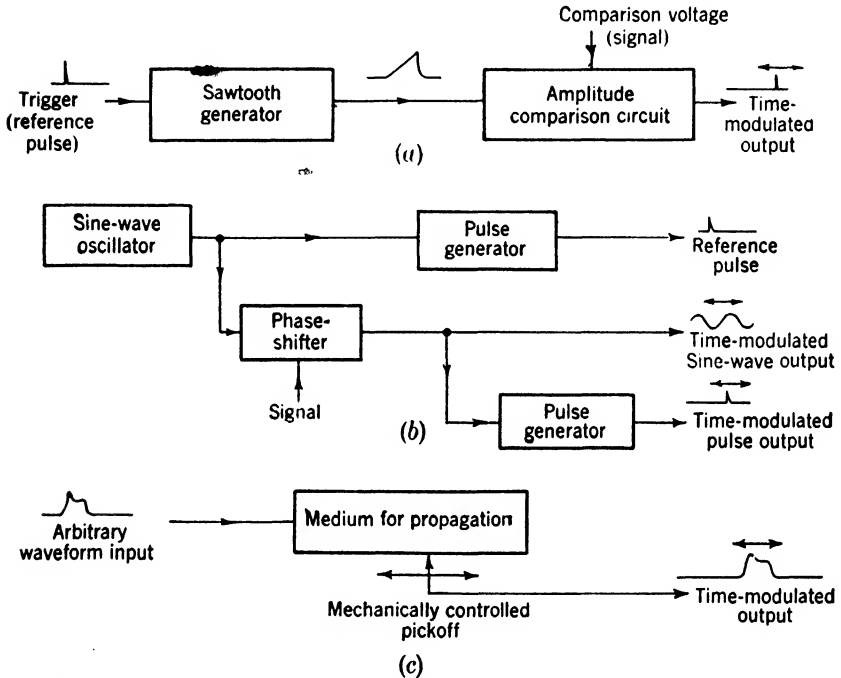 Comparison voltage
(signal)
Trigger
(reference
pulse)
Sawtooth
generator
Amplitude
comparison circuit
Time-
modulated
output
(a)
Sine-wave
oscillator
Pulse
generator
Reference
pulse
Phase-
shifter
Time-modulated
Sine-wave output
Signal
(b)
Pulse
generator
Time-modulated
pulse output
Arbitrary
waveform input
Medium for propagation
Mechanically controlled
pickoff
Time-modulated
output
(c)